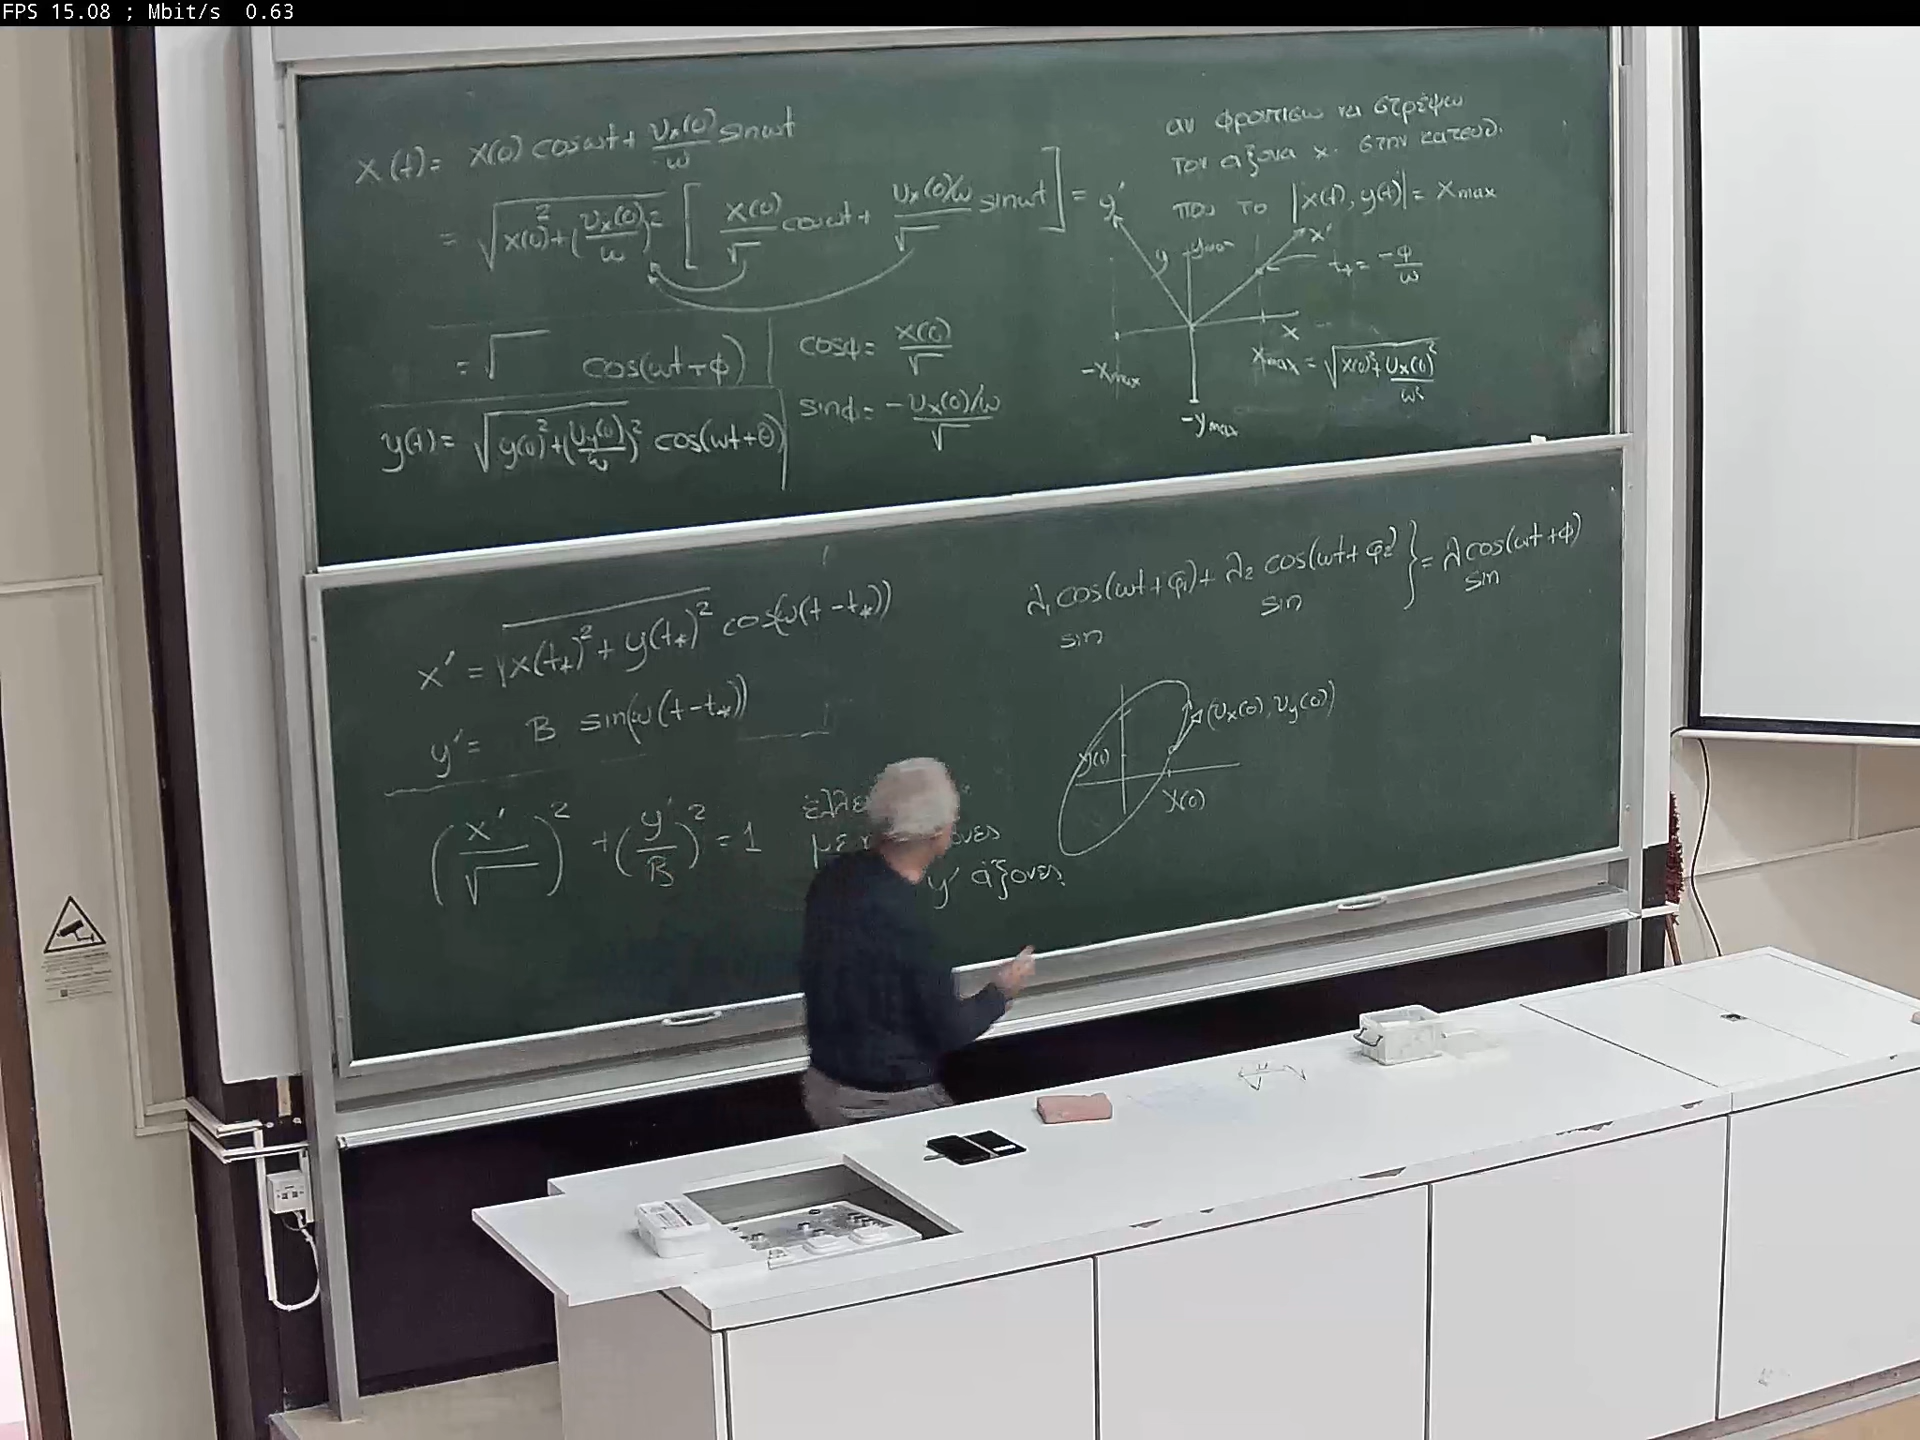 FPS 15.08 ; Mbit/s 0.63
x(t) = x(0) cosωt + υₓ(0)/ω sinωt
= √(x(0)² + (υₓ(0)/ω)²) [ x(0)/√ cosωt + υₓ(0)/ω/√ sinωt ] =
= √ cos(ωt+φ)
cosφ = x(0)/√
sinφ = -υₓ(0)/ω/√
y(t) = √(y(0)² + (υy(0)/ω)²) cos(ωt+θ)
αν φροντισω να στρέψω
τον αξονα x. στην κατευθ.
που το |x(t), y(t)| = xmax
y'
y
ymax
x'
t* = -φ/ω
x
-xmax
xmax = √(x(0)² + υₓ(0)²/ω²)
-ymax
x' = √(x(t*)² + y(t*)²) cos(ω(t-t*))
y' = B sin(ω(t-t*))
(x'/√)² + (y'/B)² = 1
y' άξονες.
λ₁ cos(ωt+φ₁) + λ₂ cos(ωt+φ₂) } = λ cos(ωt+φ)
sin sin sin
(υₓ(0), υy(0))
y(0)
x(0)